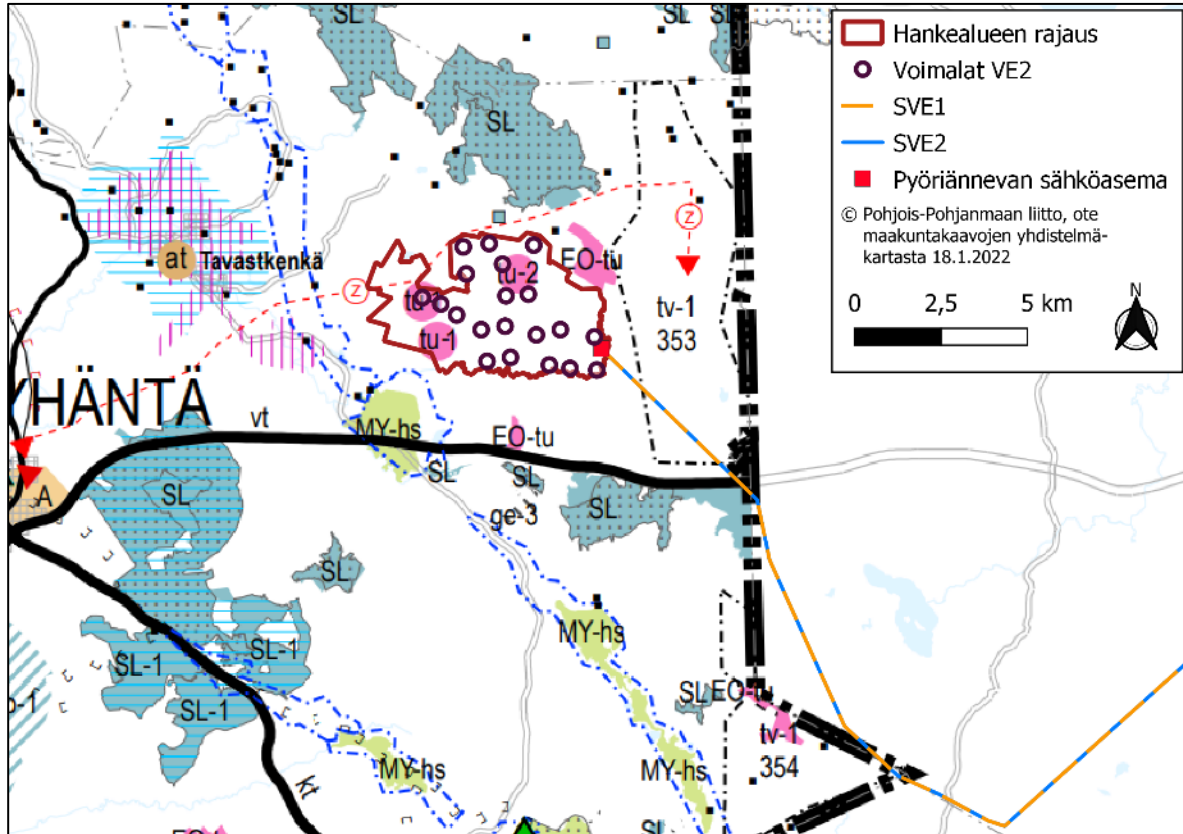 SL
SL
SL
Hankealueen rajaus
Voimalat VE2
SVE1
SVE2
Pyöriännevan sähköasema
© Pohjois-Pohjanmaan liitto, ote
maakuntakaavojen yhdistelmä-
kartasta 18.1.2022
0 2,5 5 km
N
SL
at Tavastkenkä
z
z
tu-2
EO-tu
tu-1
tu-1
tv-1
353
YHÄNTÄ
vt
MY-hs
EO-tu
A
SL
SL
SL
ge-3
SL
SL
MY-hs
SL-1
SL-1
SL-1
SL
EO-tu
tv-1
354
MY-hs
MY-hs
kt
SL